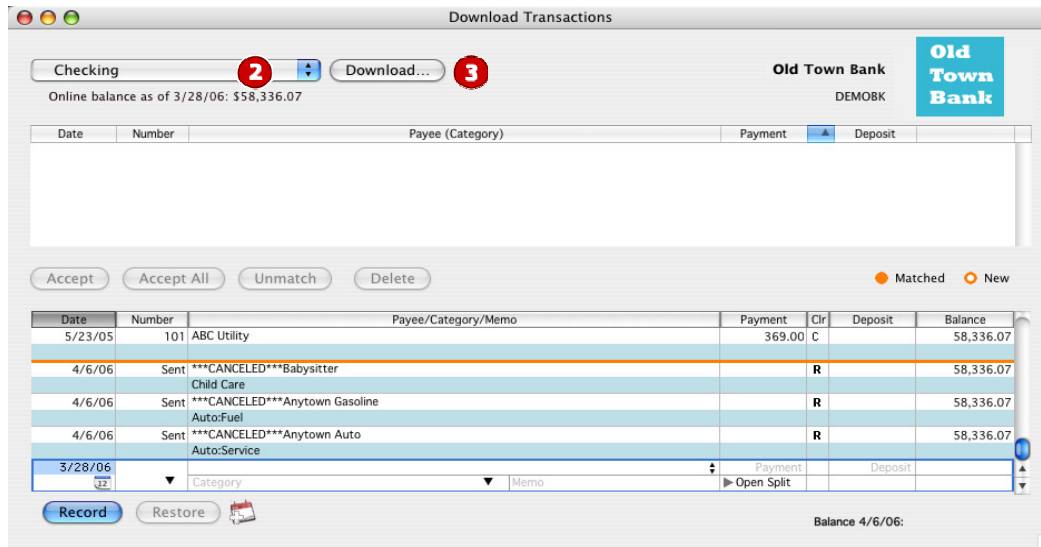 Download Transactions
Checking 2 Download... 3 Old Town Bank
Old
Town
Bank
Online balance as of 3/28/06: $58,336.07 DEMOBK
Date Number Payee (Category) Payment Deposit
Accept Accept All Unmatch Delete Matched New
Date Number Payee/Category/Memo Payment Clr Deposit Balance
5/23/05 101 ABC Utility 369.00 C 58,336.07
4/6/06 Sent ***CANCELED***Babysitter R 58,336.07
Child Care
4/6/06 Sent ***CANCELED***Anytown Gasoline R 58,336.07
Auto:Fuel
4/6/06 Sent ***CANCELED***Anytown Auto R 58,336.07
Auto:Service
3/28/06 Payment Deposit
12 Category Memo Open Split
Record Restore
Balance 4/6/06: